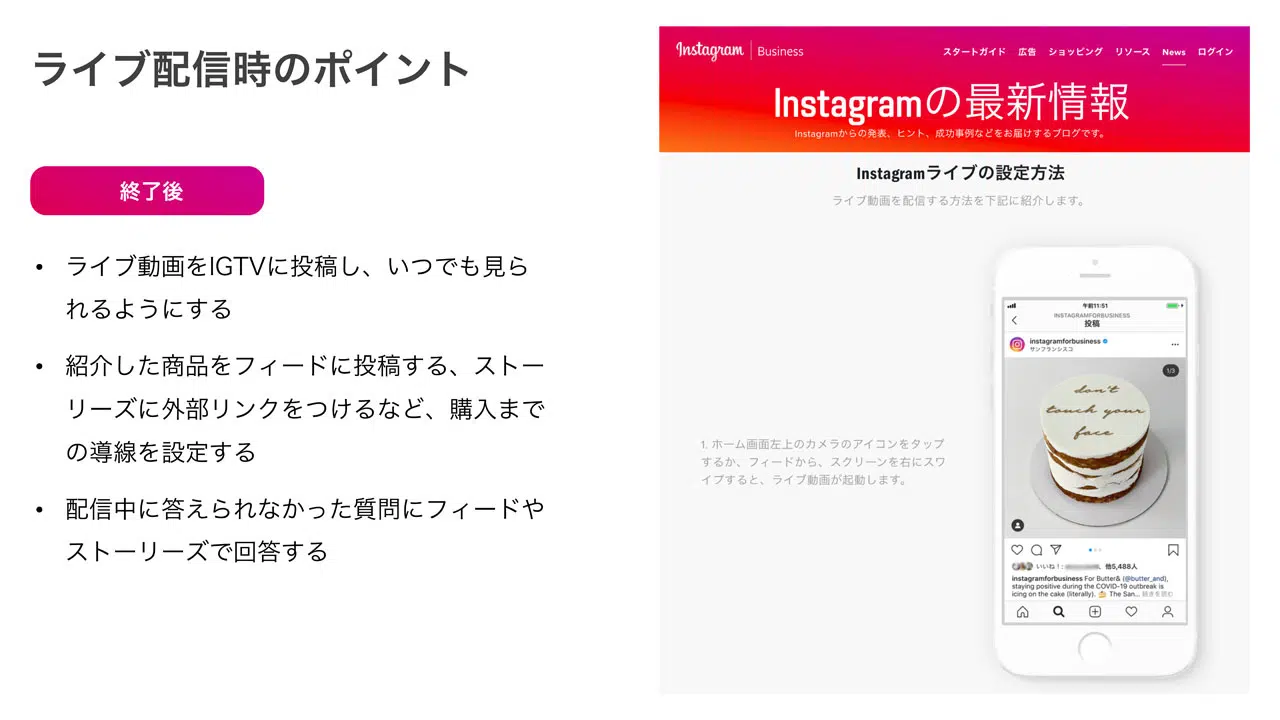 ライブ配信時のポイント
終了後
• ライブ動画をIGTVに投稿し、いつでも見ら
れるようにする
• 紹介した商品をフィードに投稿する、ストー
リーズに外部リンクをつけるなど、購入まで
の導線を設定する
• 配信中に答えられなかった質問にフィードや
ストーリーズで回答する
Instagram Business スタートガイド 広告 ショッピング リソース News ログイン
Instagramの最新情報
Instagramからの発表、ヒント、成功事例などをお届けするブログです。
Instagramライブの設定方法
ライブ動画を配信する方法を下記に紹介します。
1. ホーム画面左上のカメラのアイコンをタップ
するか、フィードから、スクリーンを右にスワ
イプすると、ライブ動画が起動します。
午前11:51
INSTAGRAMFORBUSINESS
投稿
instagramforbusiness
サンフランシスコ
1/3
don't
touch your
face
いいね!: 、他5,488人
instagramforbusiness For Butter& (@butter_and),
staying positive during the COVID-19 outbreak is
icing on the cake (literally). 🍰 The San... 続きを読む